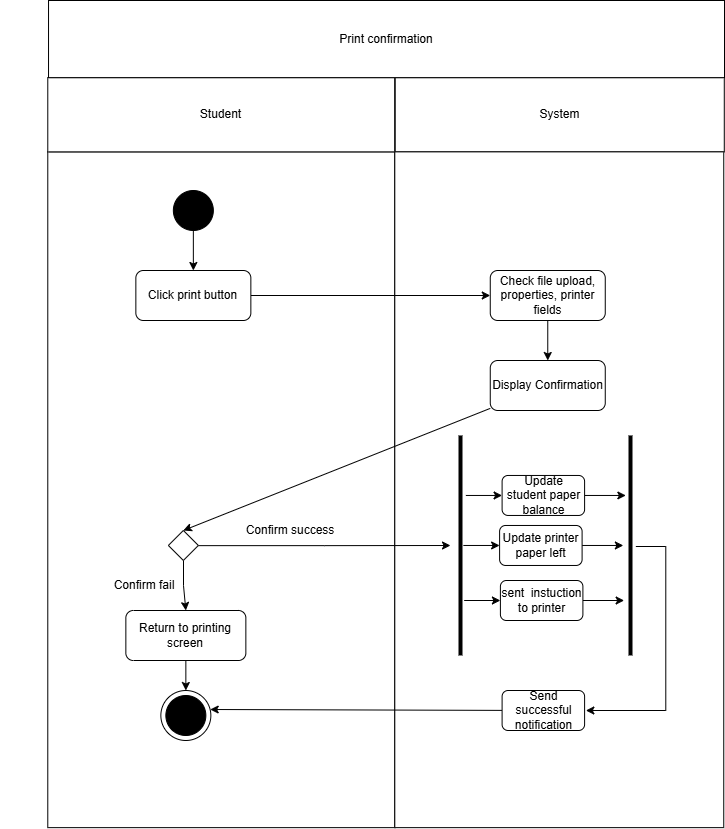 Print confirmation
Student
System
Click print button
Check file upload,
properties, printer
fields
Display Confirmation
Update
student paper
balance
Confirm success
Update printer
paper left
Confirm fail
sent  instuction
to printer
Return to printing
screen
Send
successful
notification